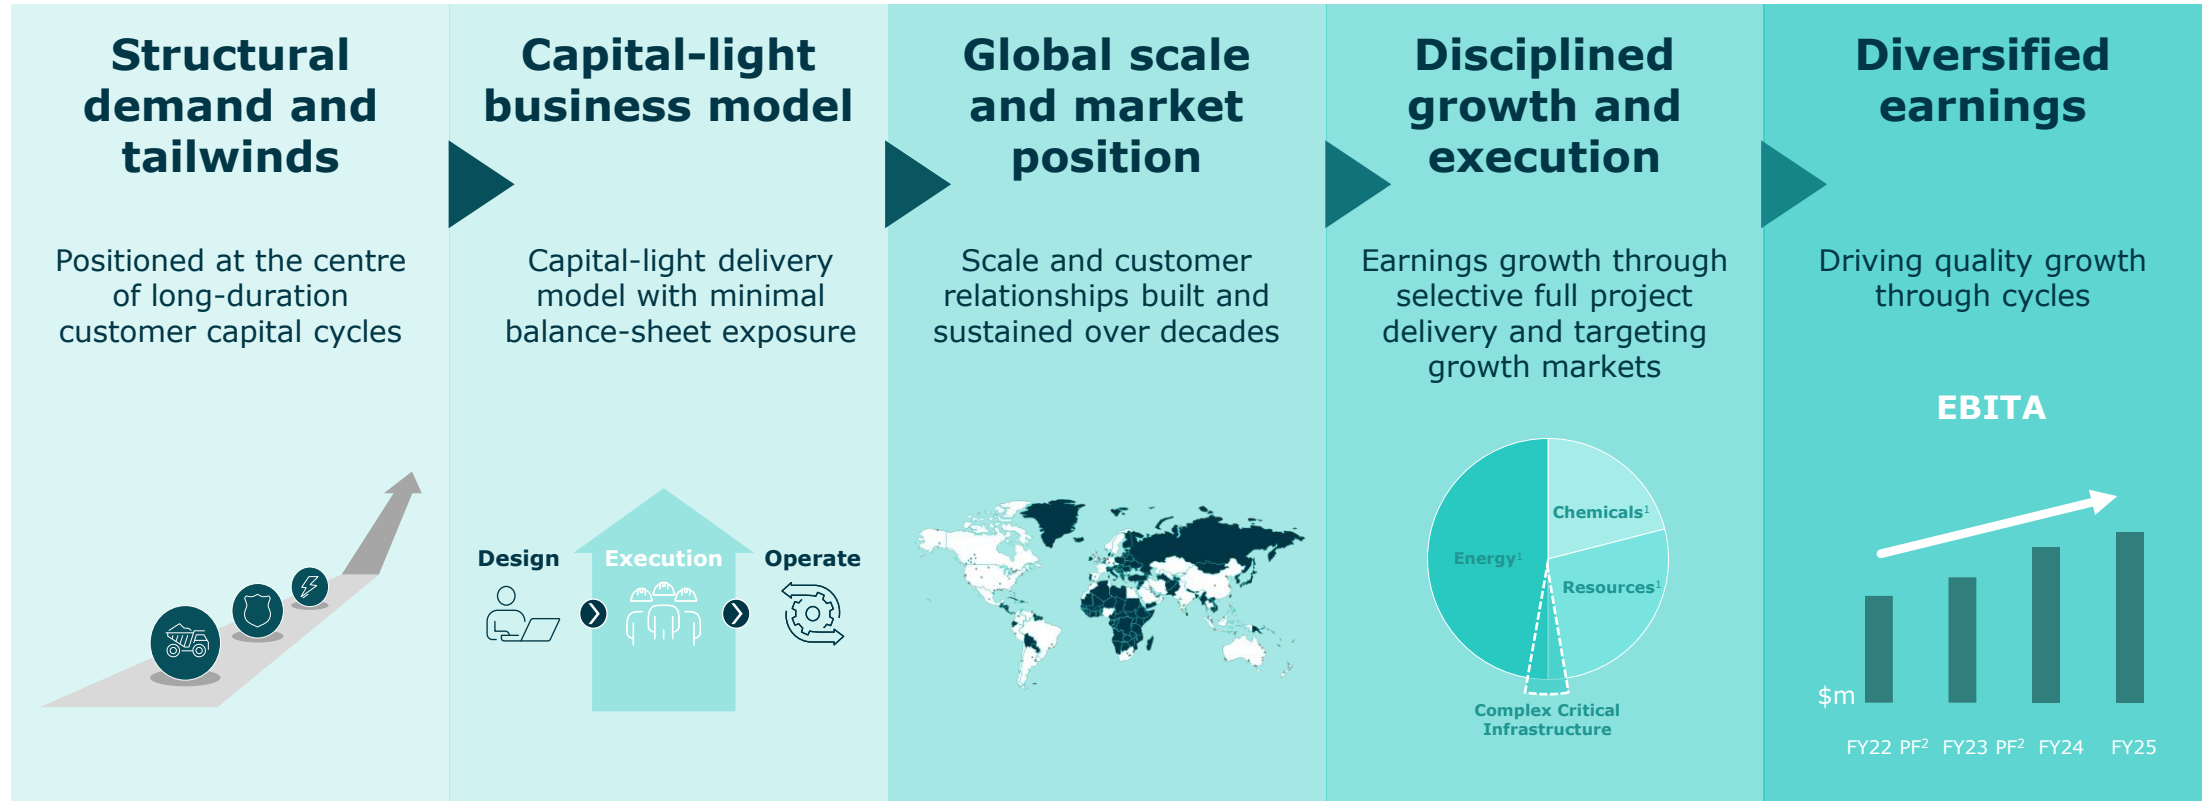 Structural
demand and
tailwinds
Positioned at the centre
of long-duration
customer capital cycles
Capital-light
business model
Capital-light delivery
model with minimal
balance-sheet exposure
Design
Execution
Operate
Global scale
and market
position
Scale and customer
relationships built and
sustained over decades
Disciplined
growth and
execution
Earnings growth through
selective full project
delivery and targeting
growth markets
Chemicals¹
Energy¹
Resources¹
Complex Critical
Infrastructure
Diversified
earnings
Driving quality growth
through cycles
EBITA
$m
FY22 PF² FY23 PF² FY24 FY25